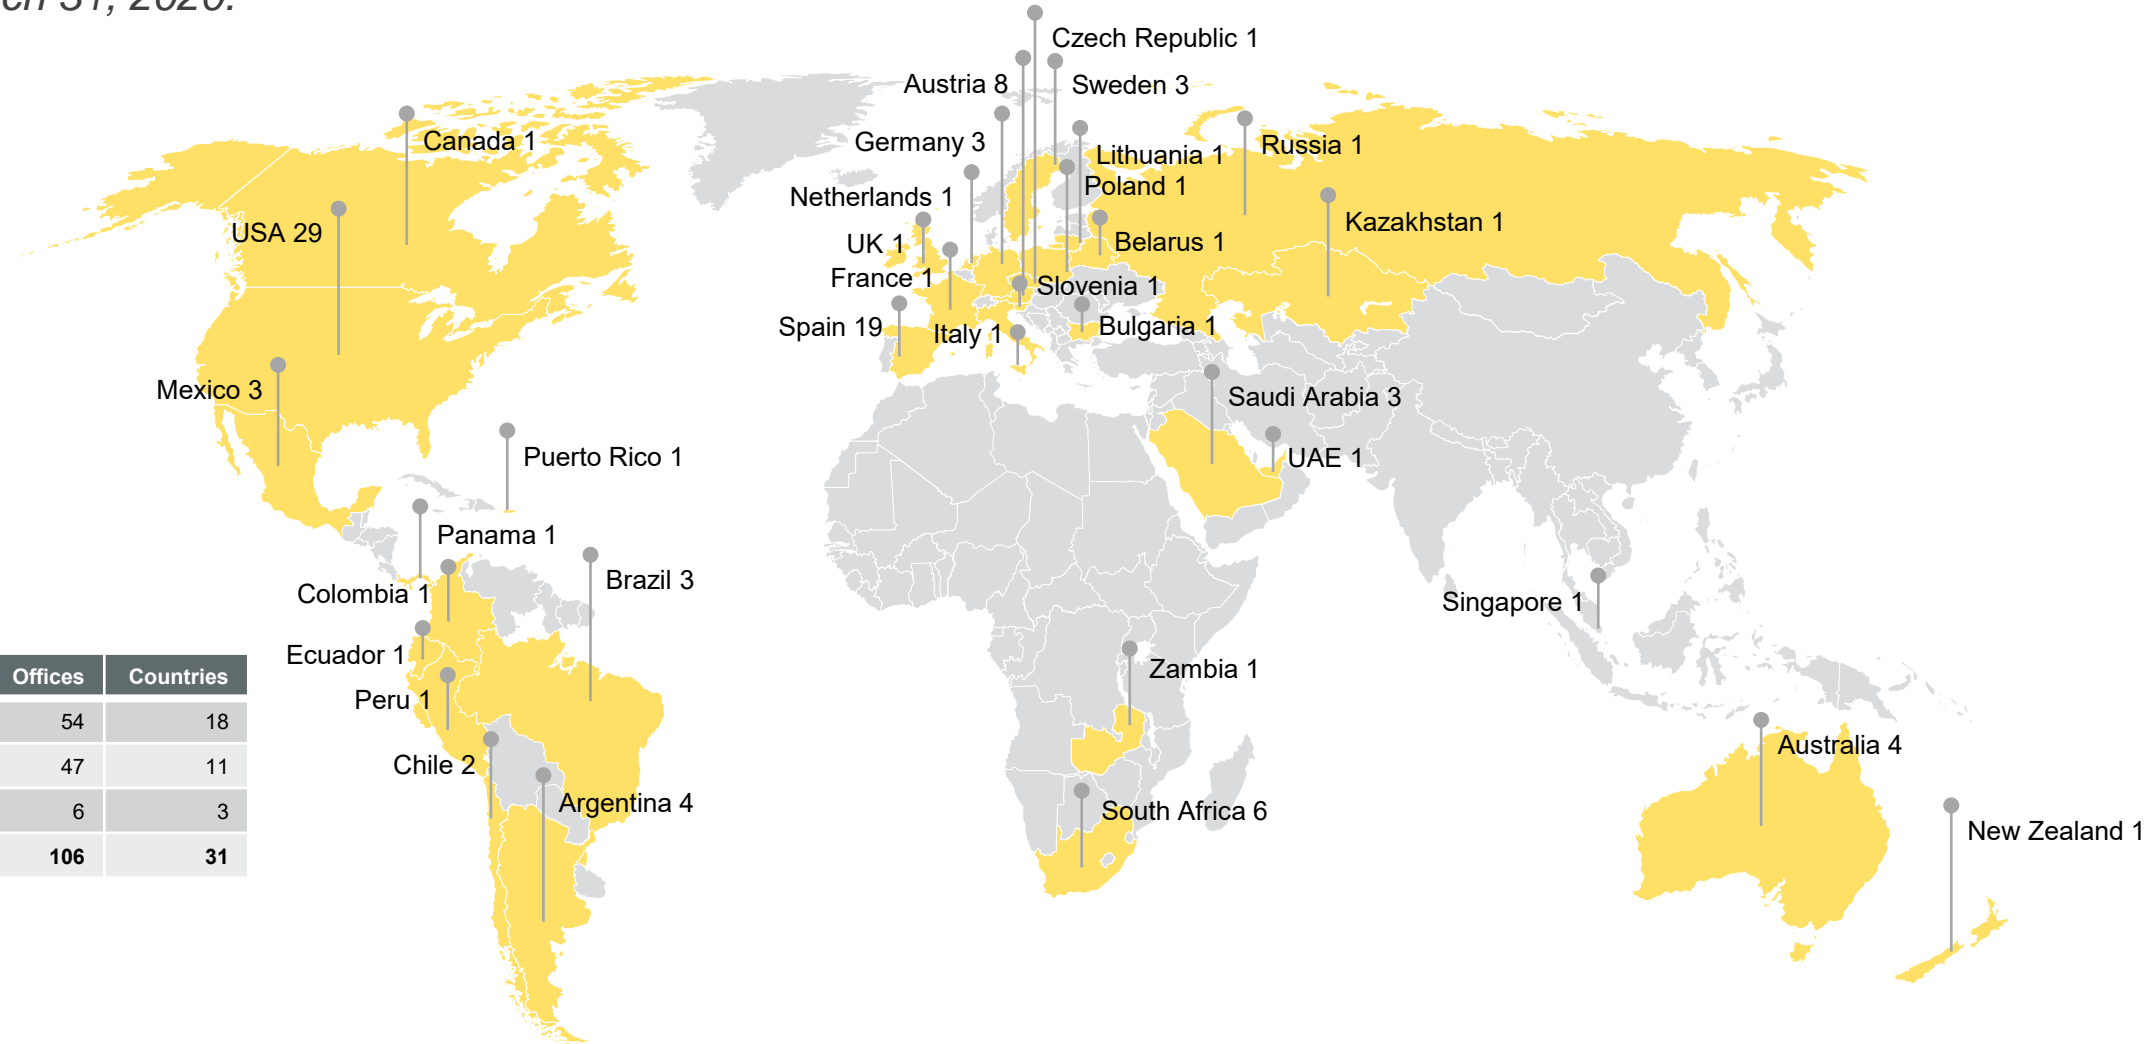 31, 2020.
Czech Republic 1
Austria 8
Sweden 3
Canada 1
Germany 3
Lithuania 1
Russia 1
Netherlands 1
Poland 1
USA 29
UK 1
Belarus 1
Kazakhstan 1
France 1
Slovenia 1
Spain 19
Italy 1
Bulgaria 1
Mexico 3
Saudi Arabia 3
Puerto Rico 1
UAE 1
Panama 1
Colombia 1
Brazil 3
Singapore 1
Ecuador 1
Zambia 1
Peru 1
Chile 2
Argentina 4
South Africa 6
Australia 4
New Zealand 1
Offices Countries
54 18
47 11
6 3
106 31